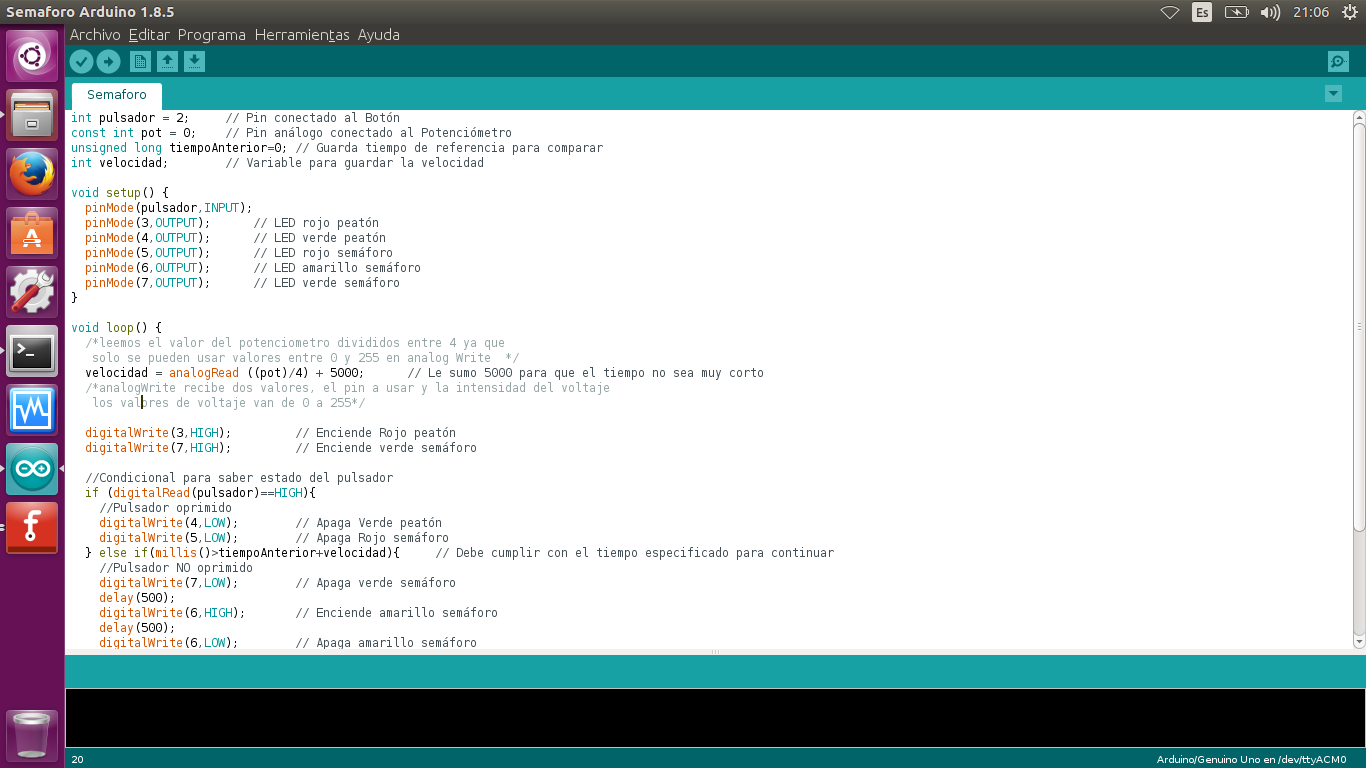 Semaforo Arduino 1.8.5
Es
21:06
Archivo Editar Programa Herramientas Ayuda
Semaforo
int pulsador = 2;     // Pin conectado al Botón
const int pot = 0;    // Pin análogo conectado al Potenciómetro
unsigned long tiempoAnterior=0; // Guarda tiempo de referencia para comparar
int velocidad;        // Variable para guardar la velocidad
void setup() {
  pinMode(pulsador,INPUT);
  pinMode(3,OUTPUT);      // LED rojo peatón
  pinMode(4,OUTPUT);      // LED verde peatón
  pinMode(5,OUTPUT);      // LED rojo semáforo
  pinMode(6,OUTPUT);      // LED amarillo semáforo
  pinMode(7,OUTPUT);      // LED verde semáforo
}
void loop() {
  /*leemos el valor del potenciometro divididos entre 4 ya que
   solo se pueden usar valores entre 0 y 255 en analog Write  */
  velocidad = analogRead ((pot)/4) + 5000;      // Le sumo 5000 para que el tiempo no sea muy corto
  /*analogWrite recibe dos valores, el pin a usar y la intensidad del voltaje
   los valores de voltaje van de 0 a 255*/
  digitalWrite(3,HIGH);         // Enciende Rojo peatón
  digitalWrite(7,HIGH);         // Enciende verde semáforo
  //Condicional para saber estado del pulsador
  if (digitalRead(pulsador)==HIGH){
    //Pulsador oprimido
    digitalWrite(4,LOW);        // Apaga Verde peatón
    digitalWrite(5,LOW);        // Apaga Rojo semáforo
  } else if(millis()>tiempoAnterior+velocidad){     // Debe cumplir con el tiempo especificado para continuar
    //Pulsador NO oprimido
    digitalWrite(7,LOW);        // Apaga verde semáforo
    delay(500);
    digitalWrite(6,HIGH);       // Enciende amarillo semáforo
    delay(500);
    digitalWrite(6,LOW);        // Apaga amarillo semáforo
20
Arduino/Genuino Uno en /dev/ttyACM0